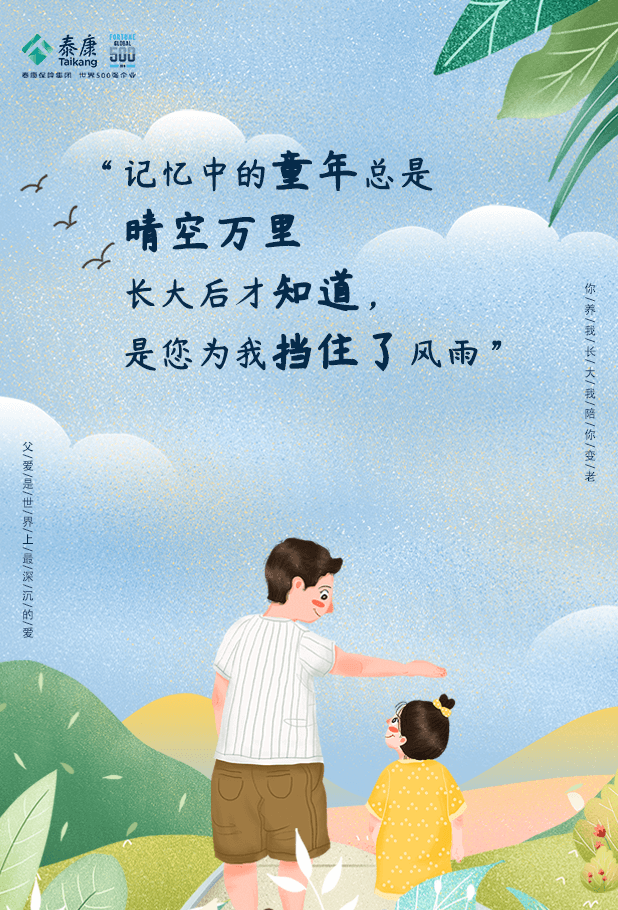 泰康
Taikang
FORTUNE
GLOBAL
500
泰康保险集团 世界500强企业
“记忆中的童年总是
晴空万里
长大后才知道，
是您为我挡住了风雨”
你/养/我/长/大/我/陪/你/变/老
父/爱/是/世/界/上/最/深/沉/的/爱